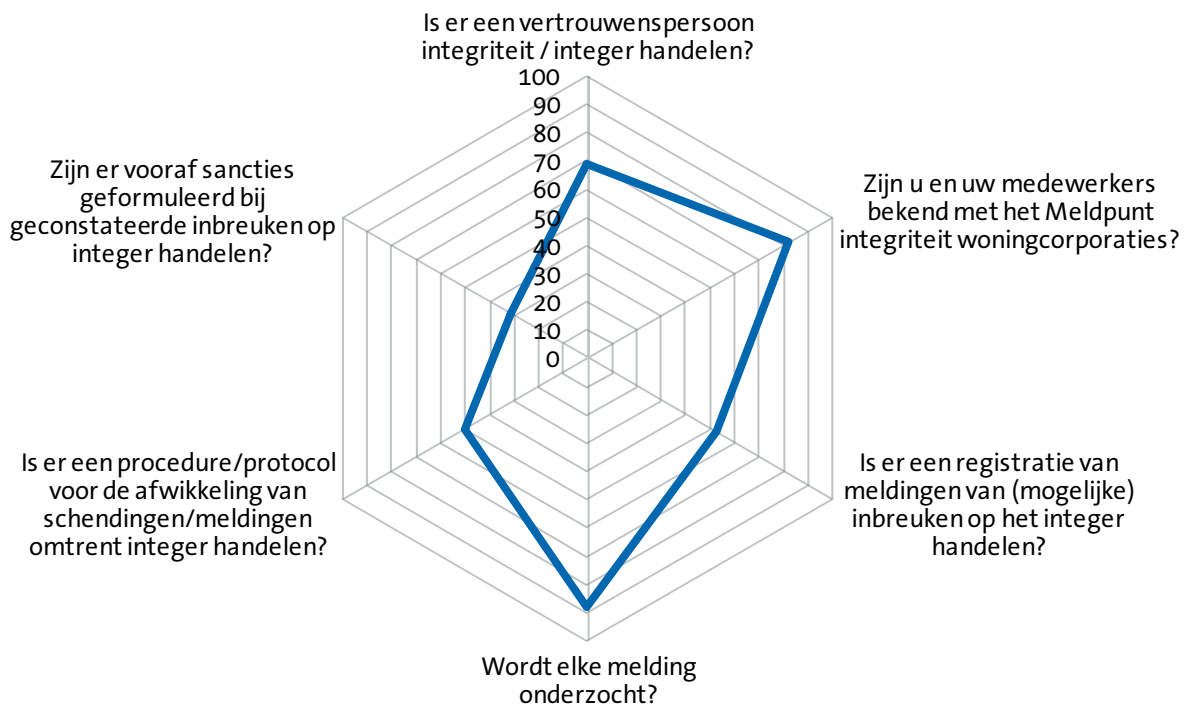 Is er een vertrouwenspersoon
integriteit / integer handelen?
100
90
80
70
60
50
40
30
20
10
0
Zijn u en uw medewerkers
bekend met het Meldpunt
integriteit woningcorporaties?
Is er een registratie van
meldingen van (mogelijke)
inbreuken op het integer
handelen?
Wordt elke melding
onderzocht?
Is er een procedure/protocol
voor de afwikkeling van
schendingen/meldingen
omtrent integer handelen?
Zijn er vooraf sancties
geformuleerd bij
geconstateerde inbreuken op
integer handelen?